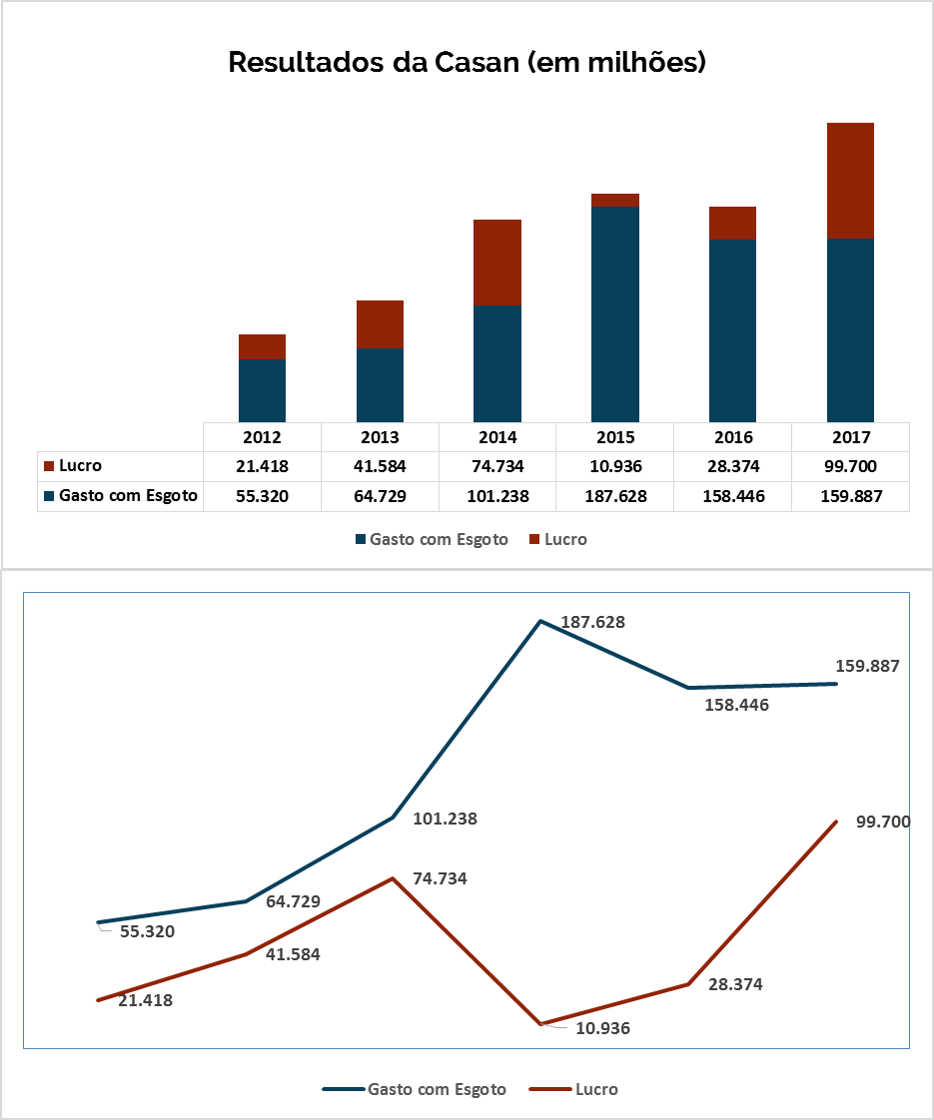 Resultados da Casan (em milhões)
2012 2013 2014 2015 2016 2017
Lucro 21.418 41.584 74.734 10.936 28.374 99.700
Gasto com Esgoto 55.320 64.729 101.238 187.628 158.446 159.887
Gasto com Esgoto Lucro
187.628
159.887
158.446
101.238
99.700
74.734
64.729
55.320
41.584
28.374
21.418
10.936
Gasto com Esgoto Lucro